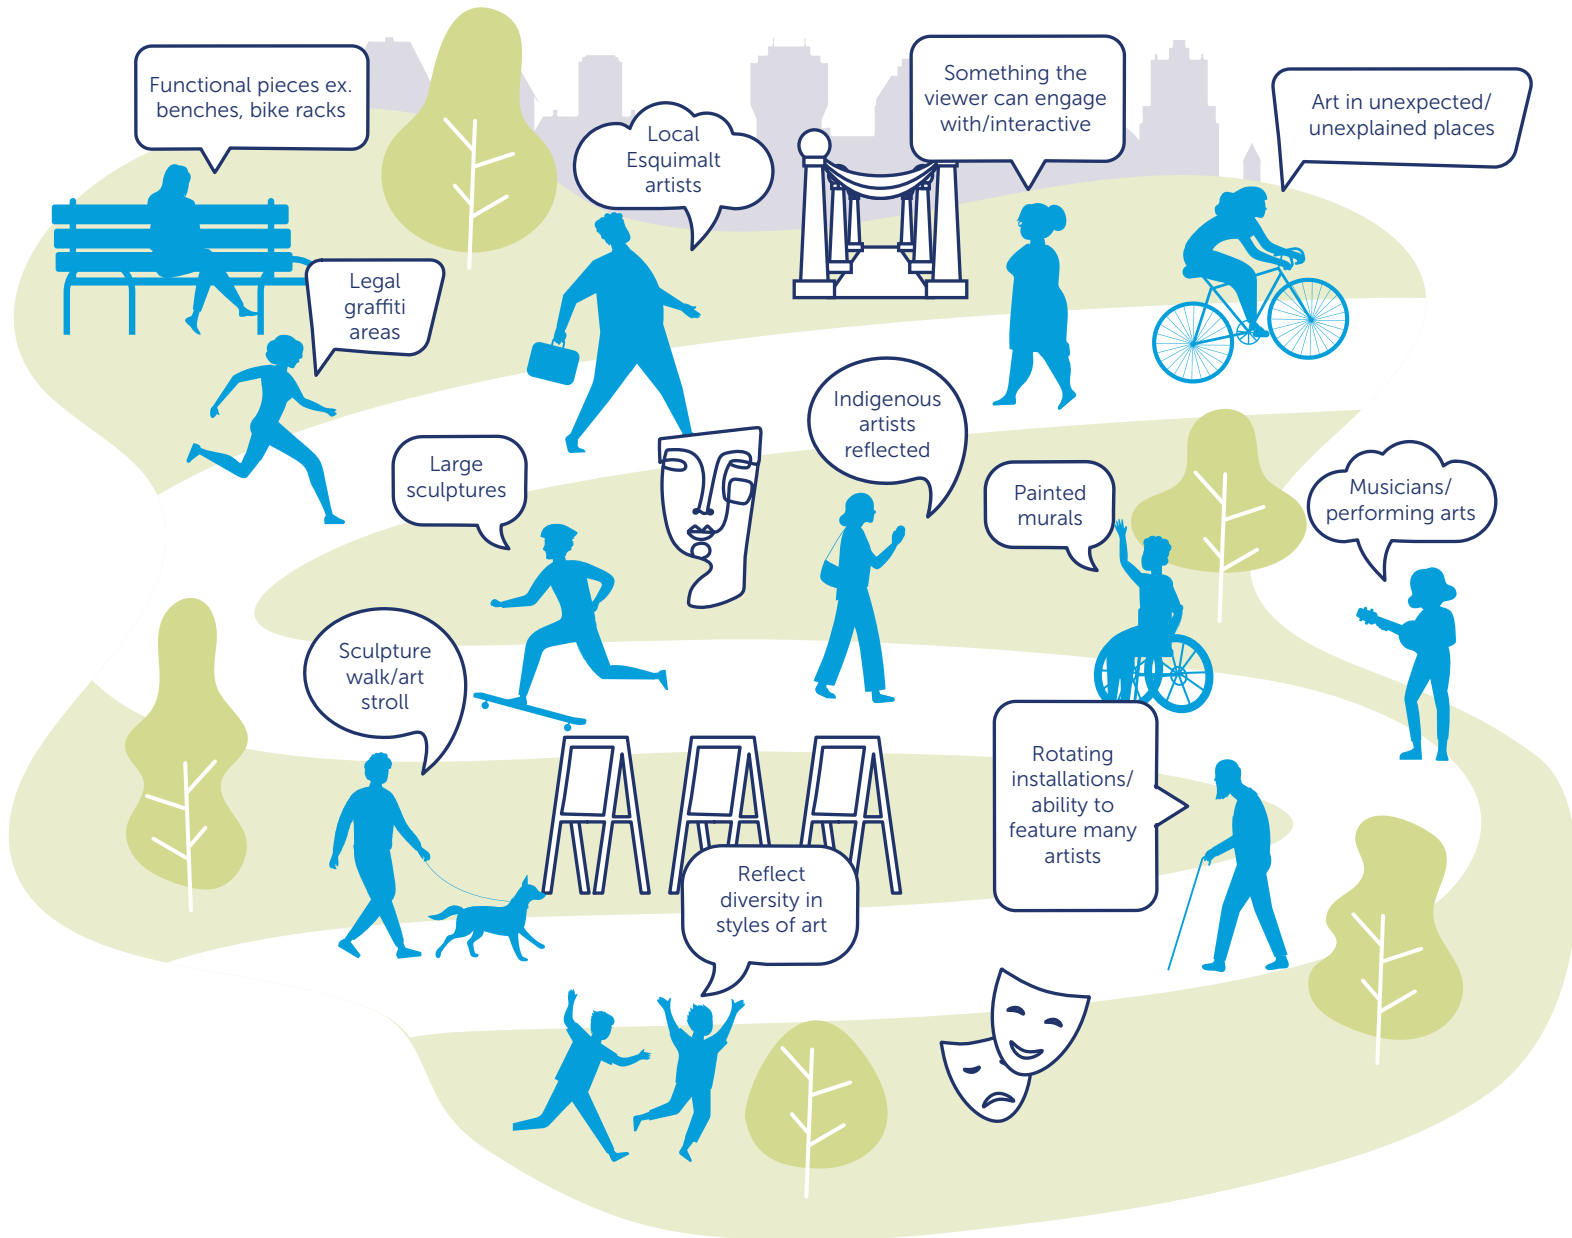 Functional pieces ex.
benches, bike racks
Local
Esquimalt
artists
Something the
viewer can engage
with/interactive
Art in unexpected/
unexplained places
Legal
graffiti
areas
Indigenous
artists
reflected
Large
sculptures
Painted
murals
Musicians/
performing arts
Sculpture
walk/art
stroll
Rotating
installations/
ability to
feature many
artists
Reflect
diversity in
styles of art